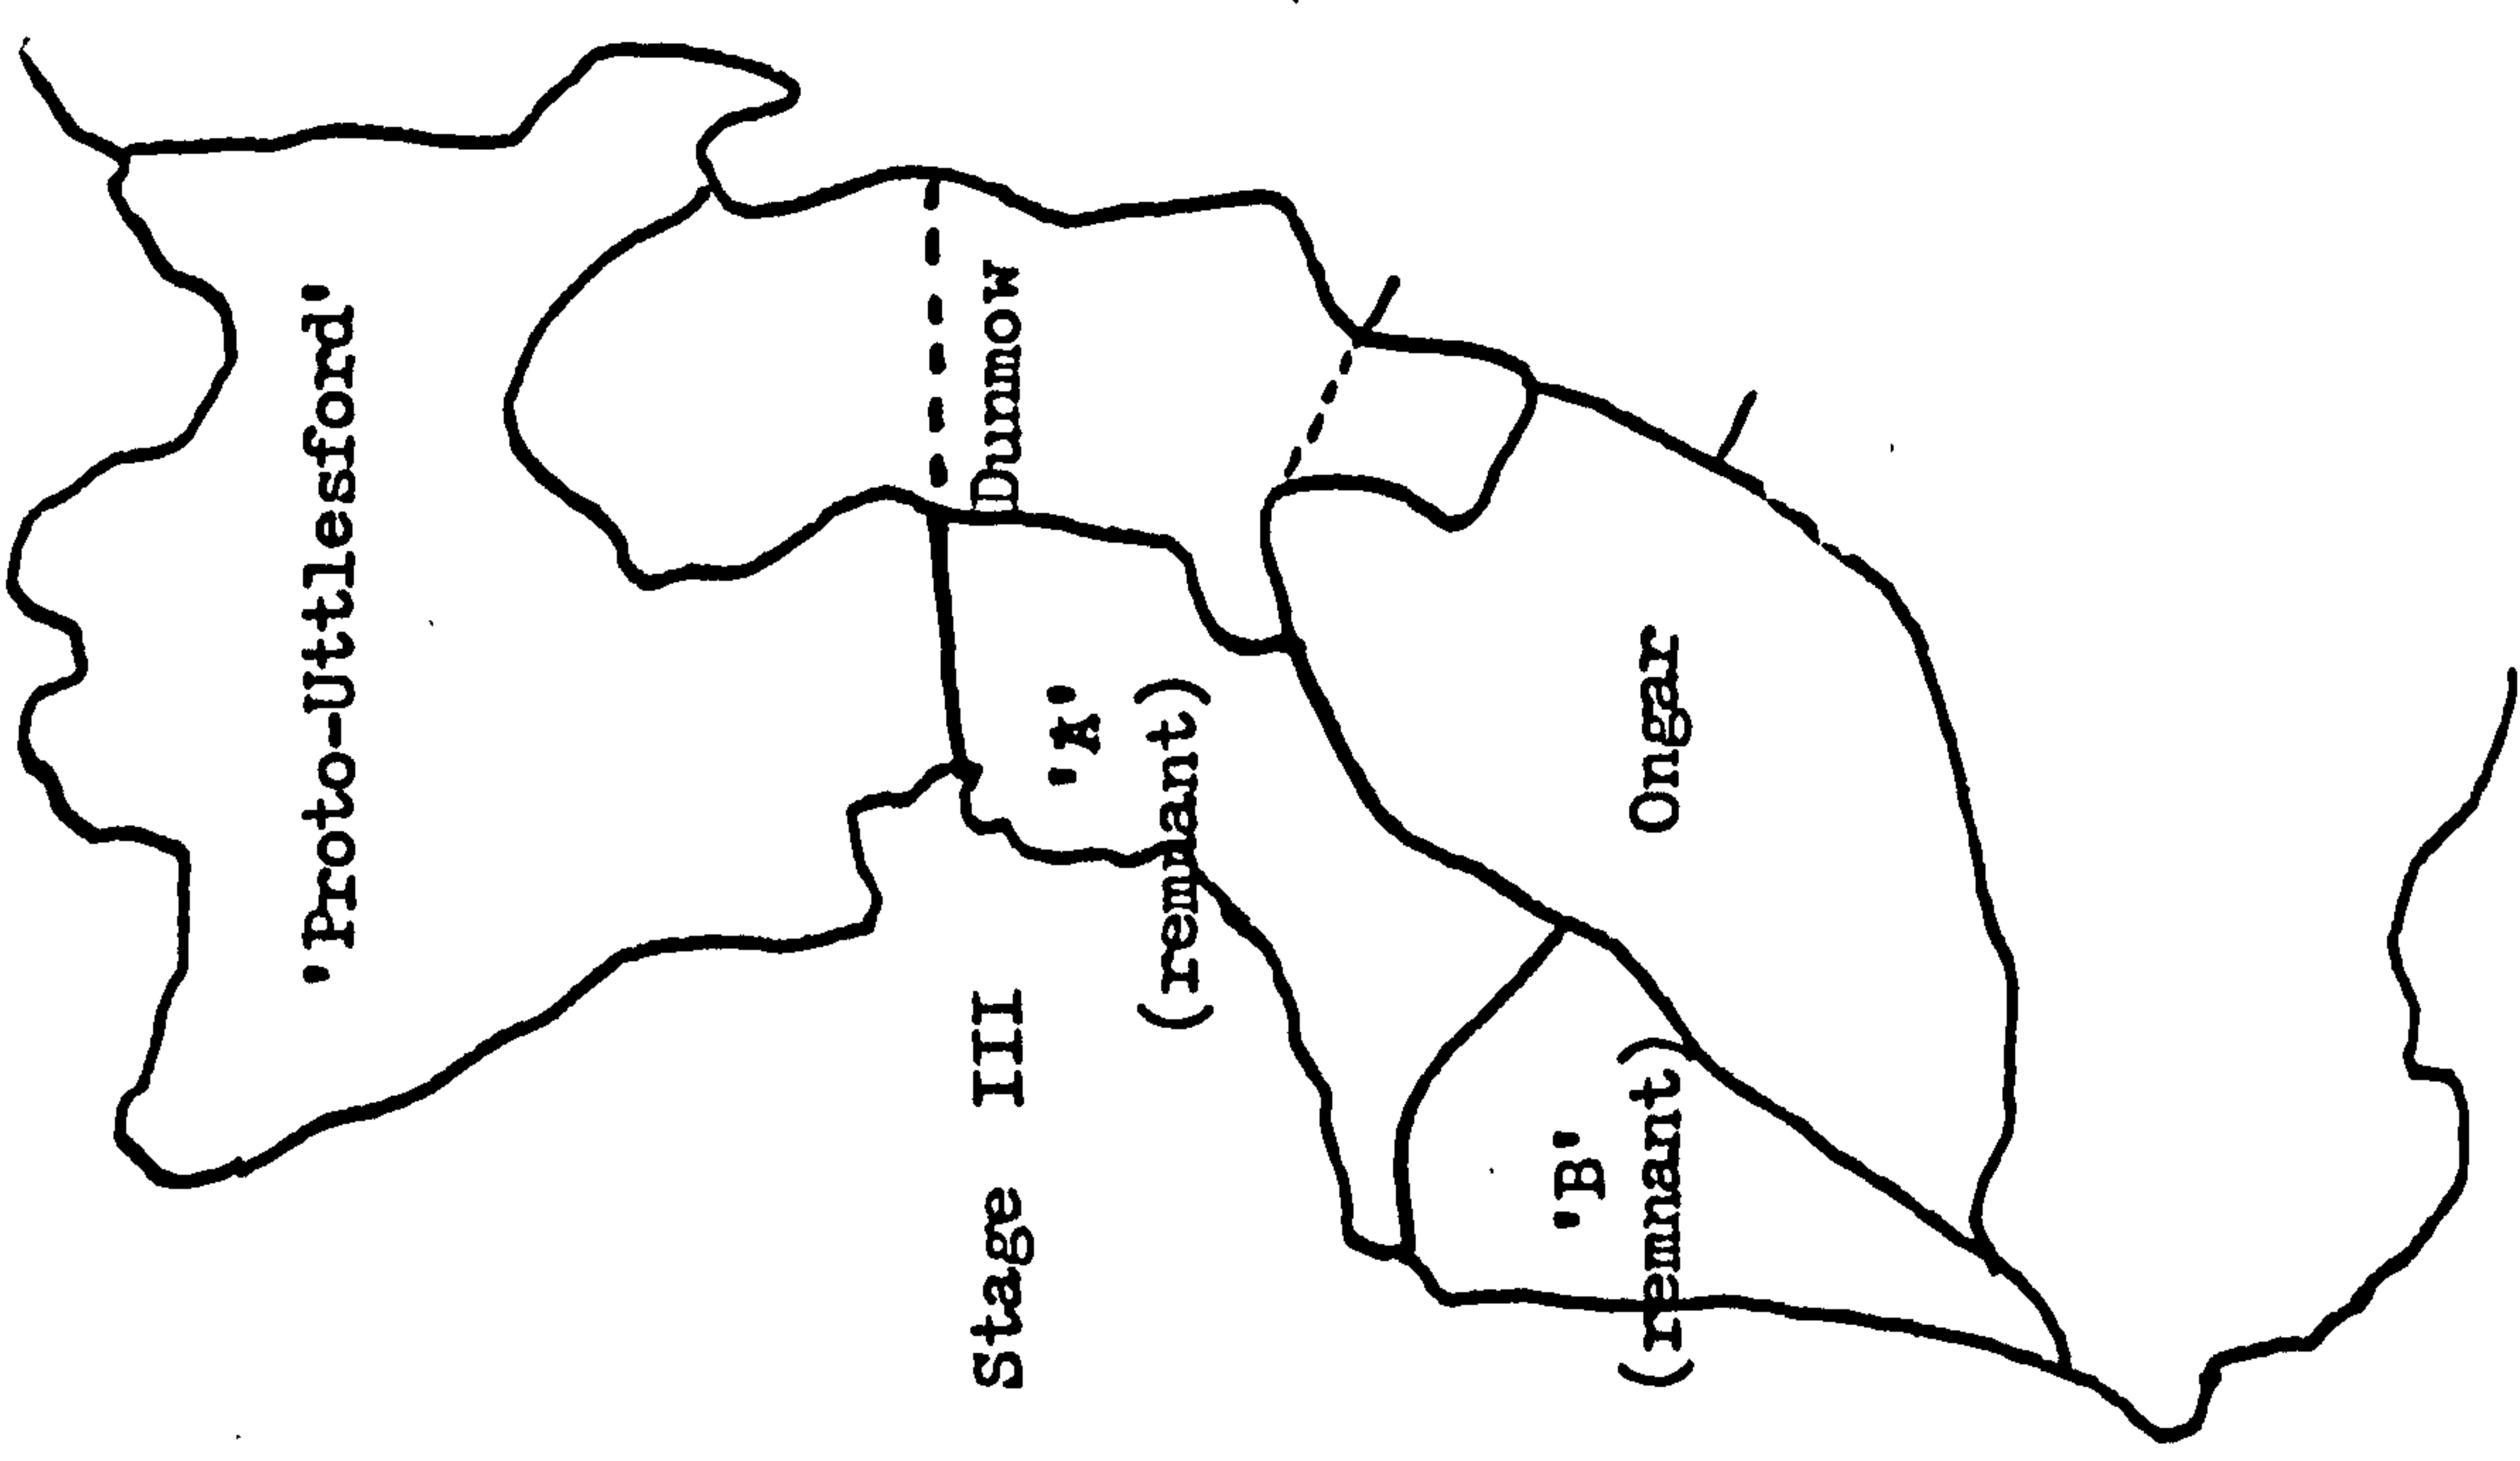 'Proto-Uttlesford'
Dunmow
Stage III
'A'
(remnant)
Ongar
'B'
(remnant)